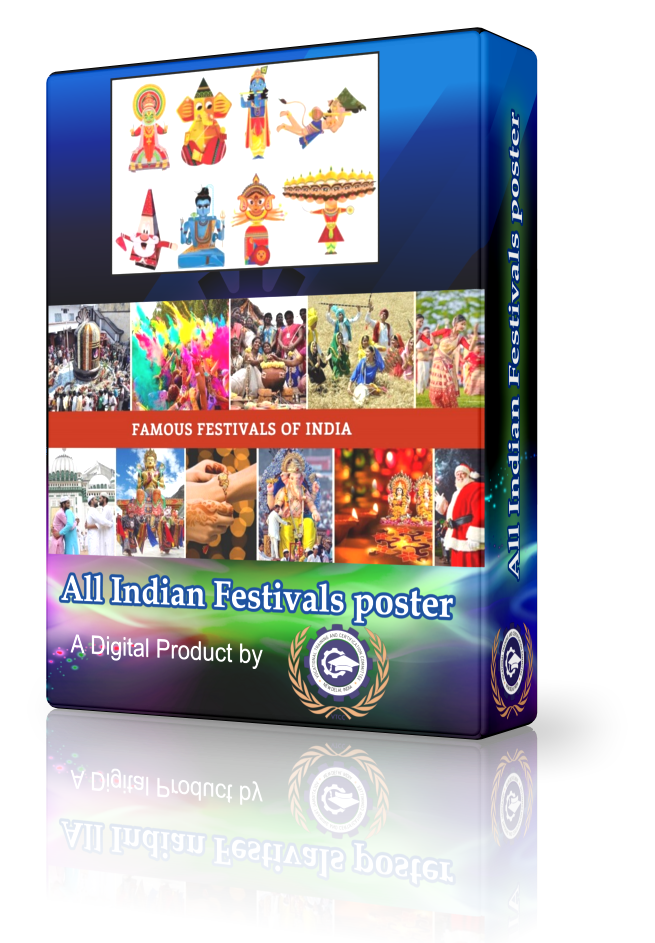 FAMOUS FESTIVALS OF INDIA
All Indian Festivals poster
A Digital Product by
All Indian Festivals poster